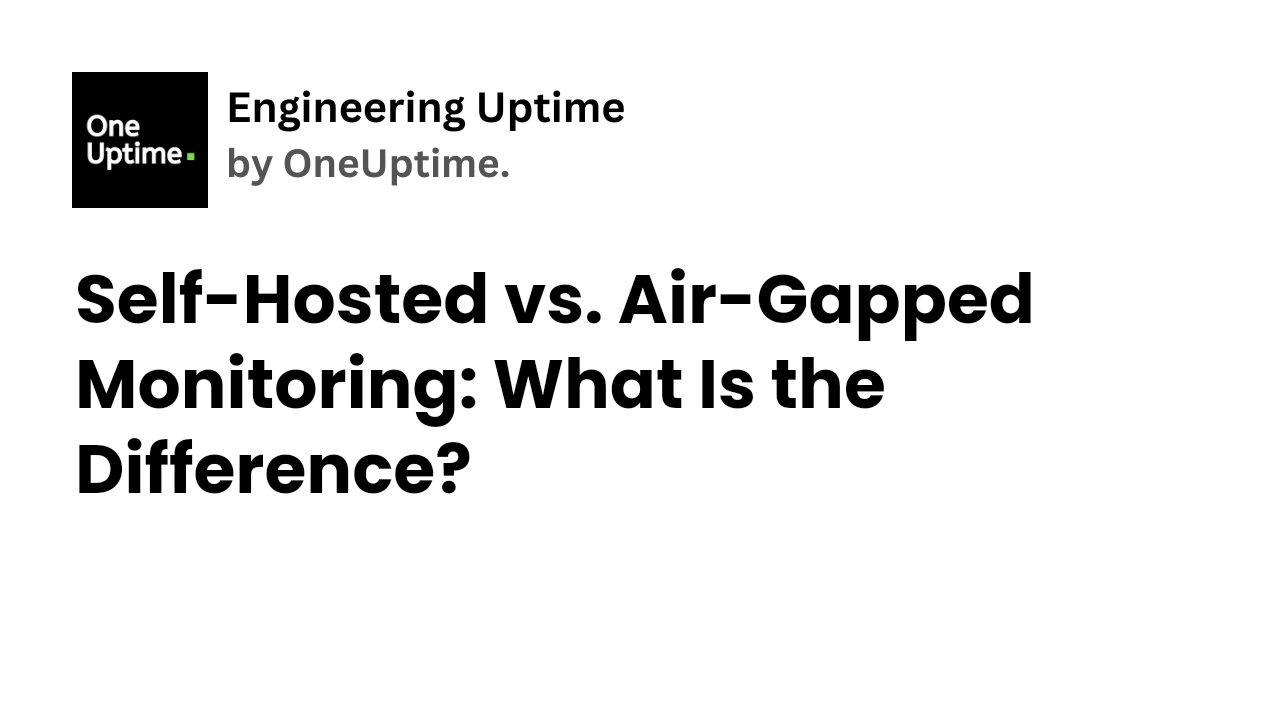 One
Uptime.
Engineering Uptime
by OneUptime.
Self-Hosted vs. Air-Gapped
Monitoring: What Is the
Difference?